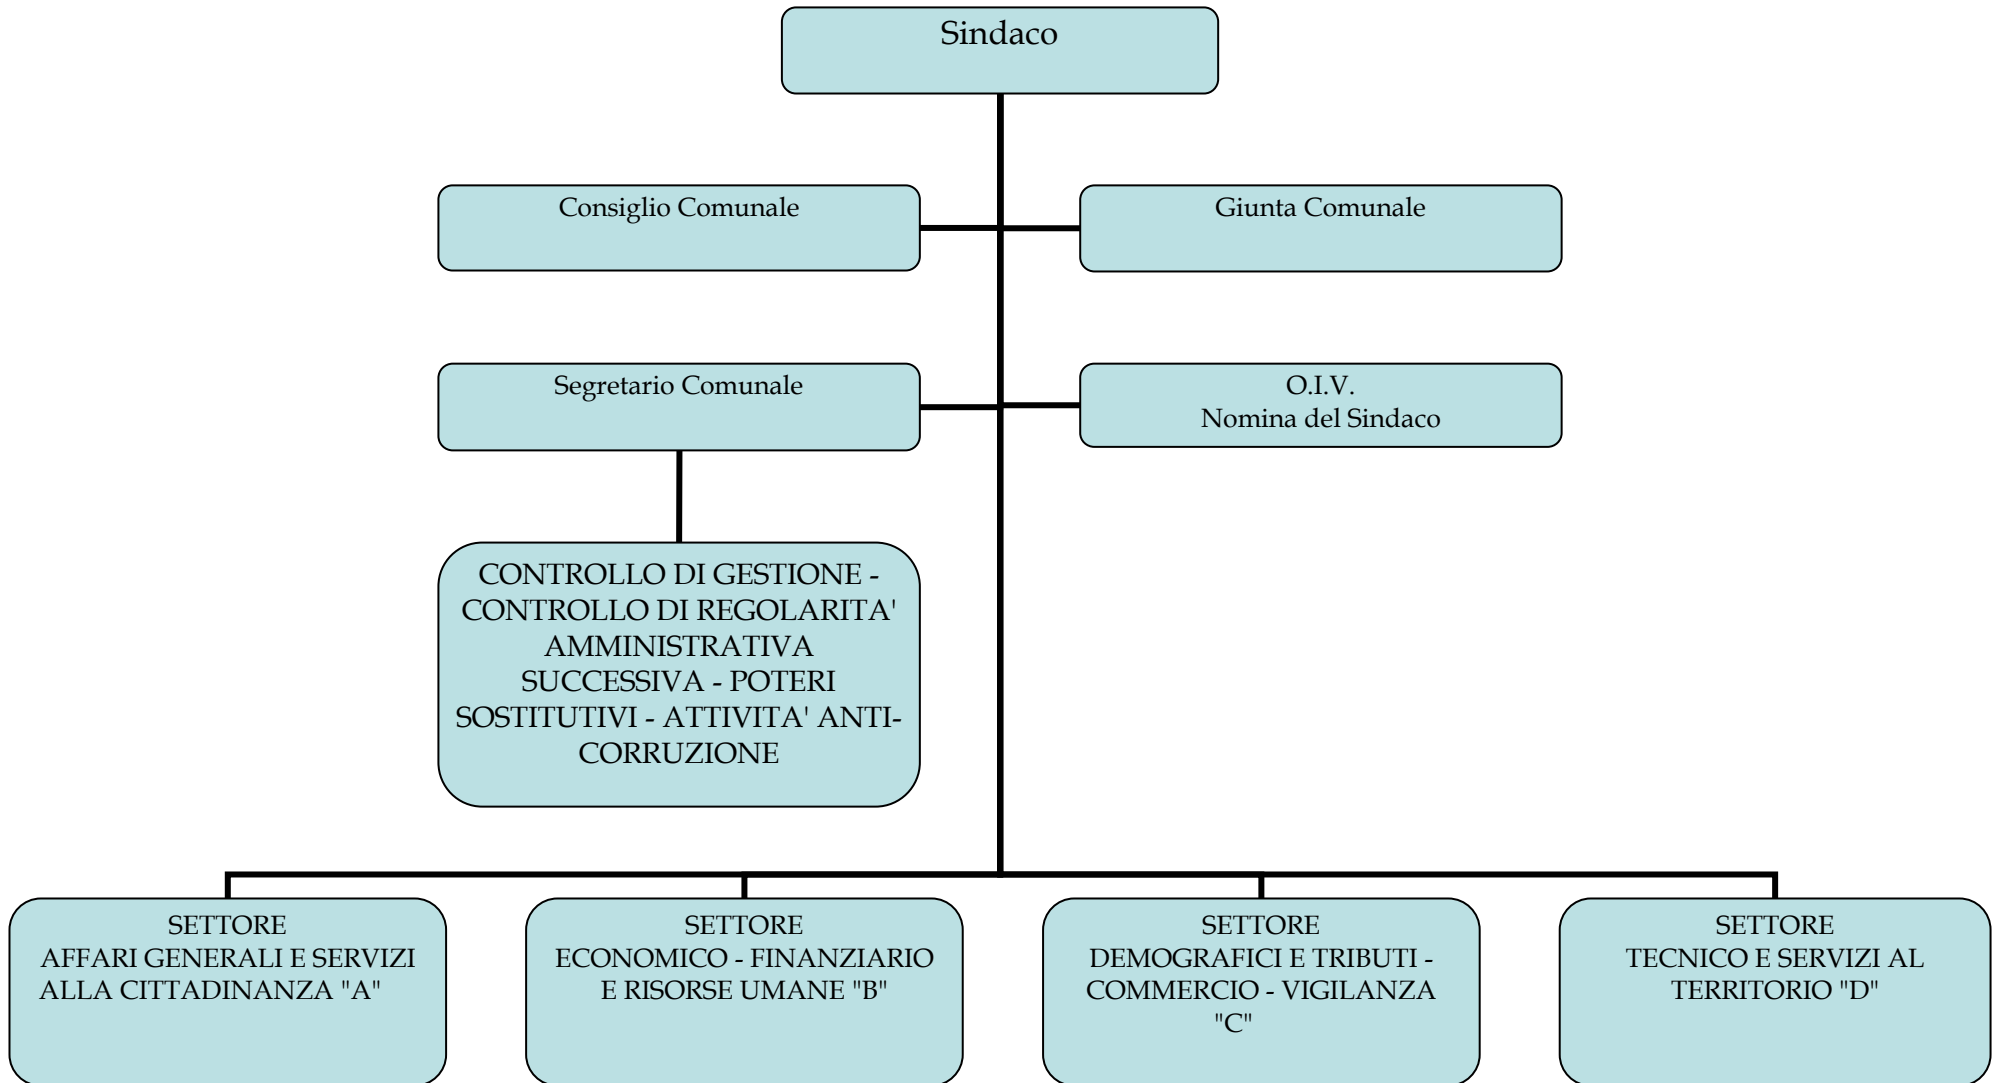 Sindaco
Consiglio Comunale
Giunta Comunale
Segretario Comunale
O.I.V.
Nomina del Sindaco
CONTROLLO DI GESTIONE -
CONTROLLO DI REGOLARITA'
AMMINISTRATIVA
SUCCESSIVA - POTERI
SOSTITUTIVI - ATTIVITA' ANTI-
CORRUZIONE
SETTORE
AFFARI GENERALI E SERVIZI
ALLA CITTADINANZA "A"
SETTORE
ECONOMICO - FINANZIARIO
E RISORSE UMANE "B"
SETTORE
DEMOGRAFICI E TRIBUTI -
COMMERCIO - VIGILANZA
"C"
SETTORE
TECNICO E SERVIZI AL
TERRITORIO "D"